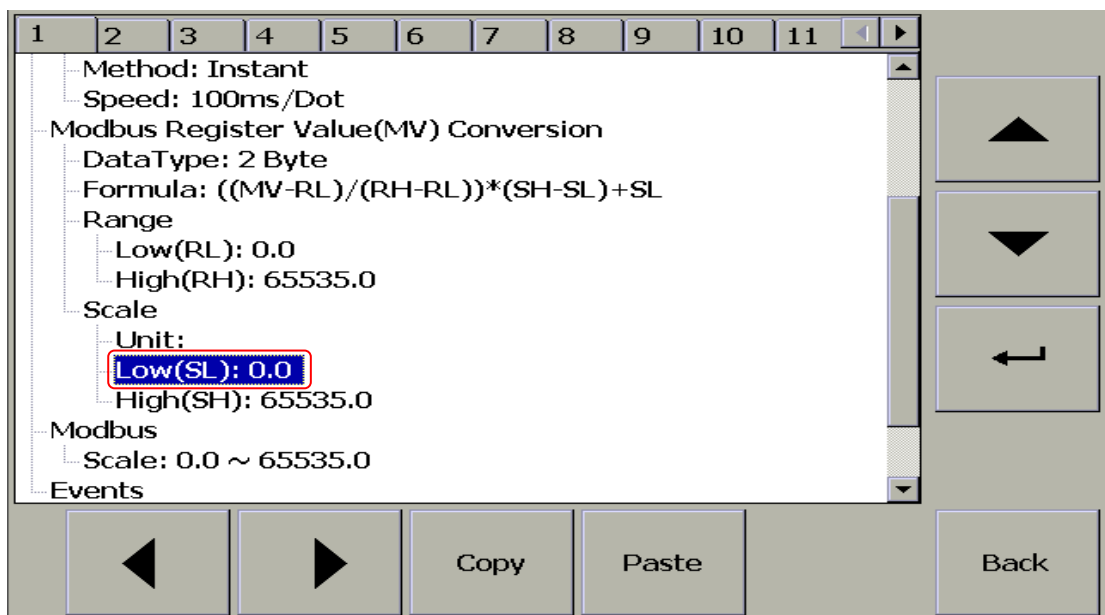 1 2 3 4 5 6 7 8 9 10 11
Method: Instant
Speed: 100ms/Dot
Modbus Register Value(MV) Conversion
DataType: 2 Byte
Formula: ((MV-RL)/(RH-RL))*(SH-SL)+SL
Range
Low(RL): 0.0
High(RH): 65535.0
Scale
Unit:
Low(SL): 0.0
High(SH): 65535.0
Modbus
Scale: 0.0 ~ 65535.0
Events
Copy Paste Back